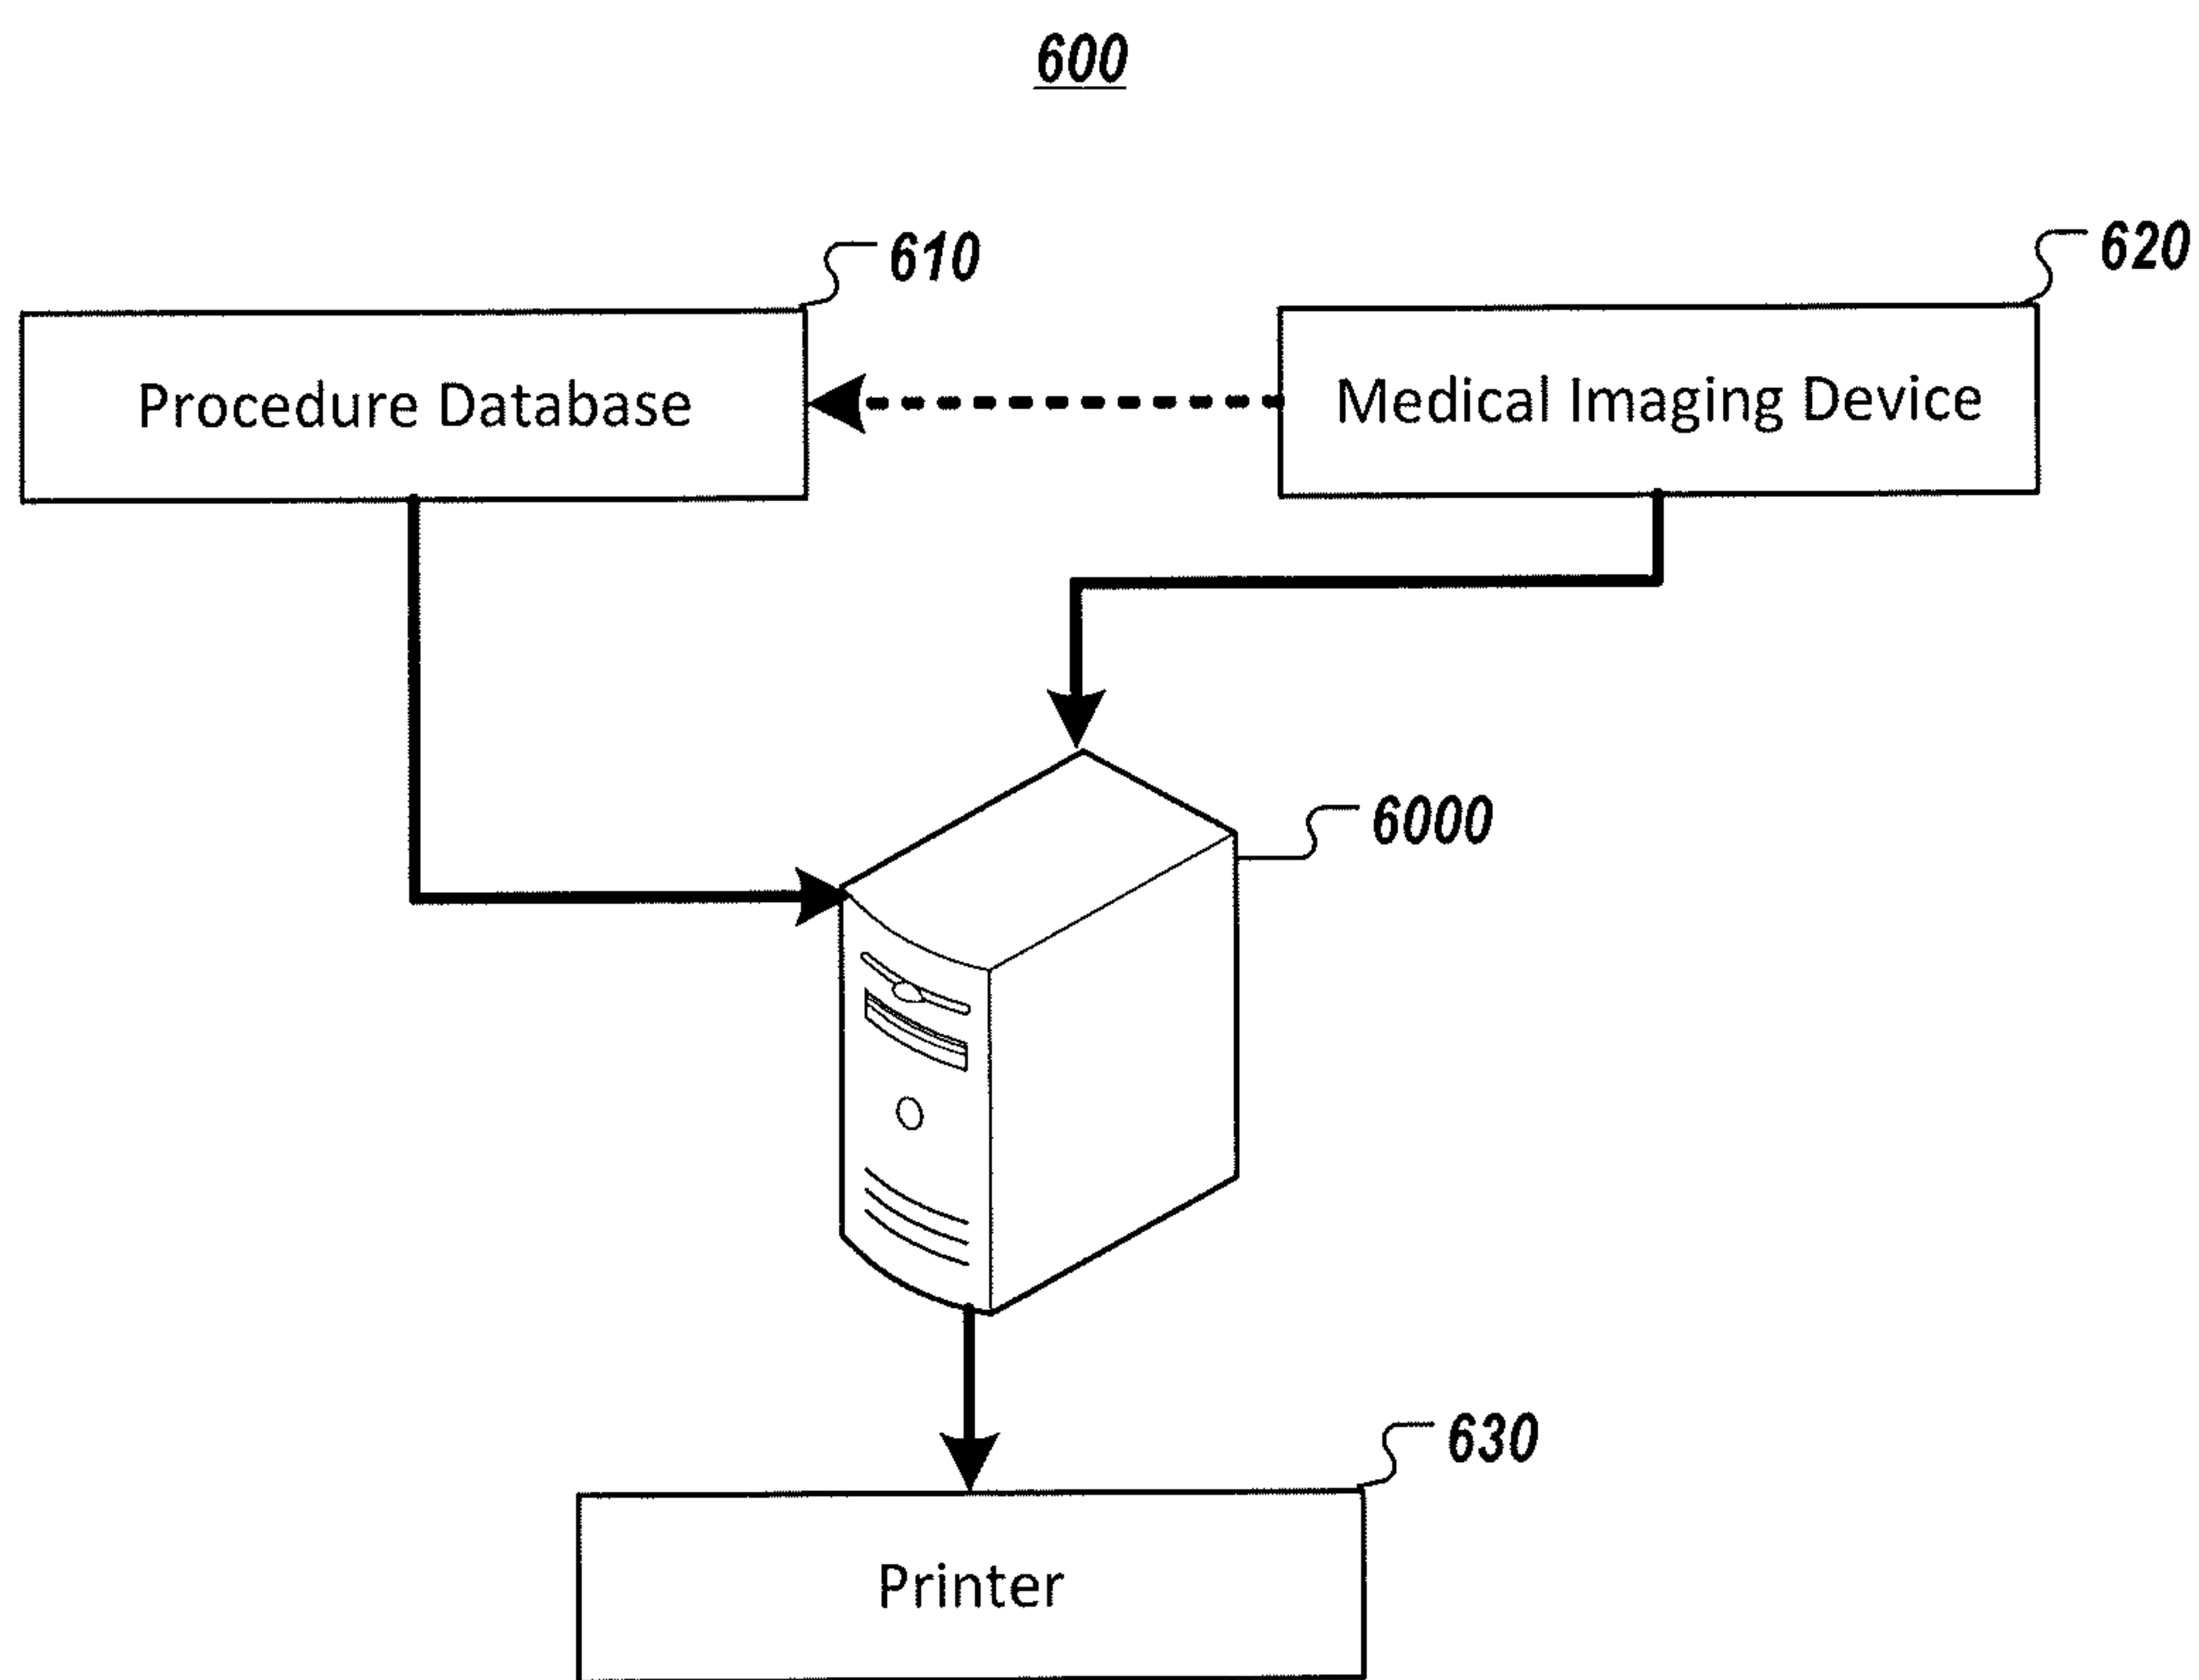 600
610
620
Procedure Database
Medical Imaging Device
6000
630
Printer